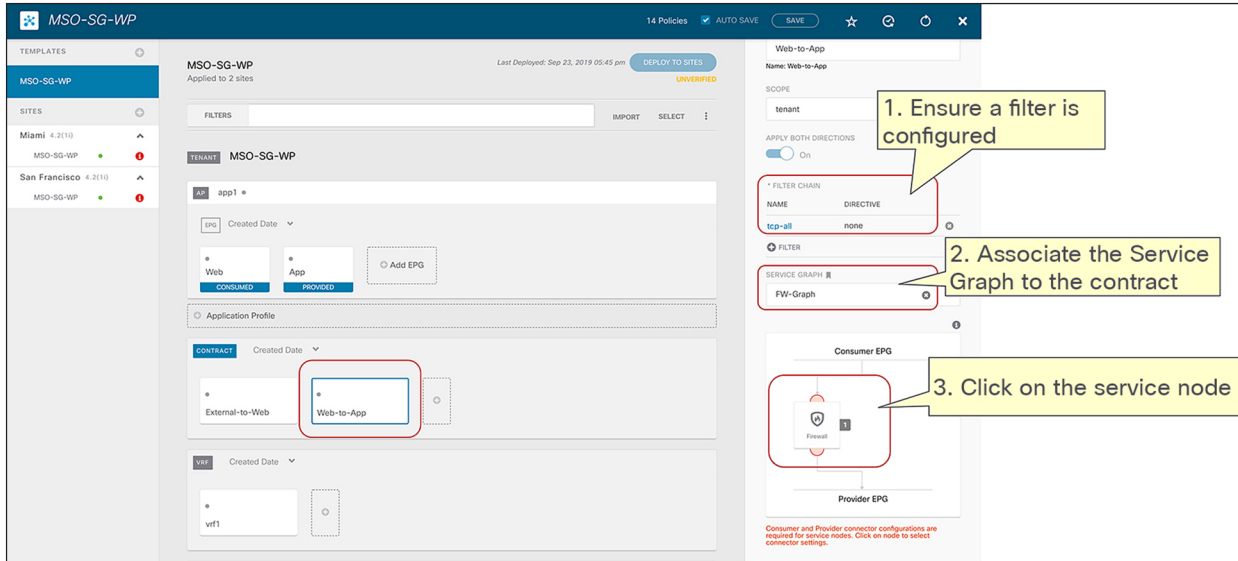 MSO-SG-WP
14 Policies AUTO SAVE SAVE
TEMPLATES
MSO-SG-WP
SITES
Miami 4.2(1i)
MSO-SG-WP
San Francisco 4.2(1i)
MSO-SG-WP
MSO-SG-WP
Applied to 2 sites
Last Deployed: Sep 23, 2019 05:45 pm
DEPLOY TO SITES
UNVERIFIED
FILTERS
IMPORT SELECT
TENANT MSO-SG-WP
AP app1
EPG Created Date
Web
CONSUMED
App
PROVIDED
Add EPG
Application Profile
CONTRACT Created Date
External-to-Web
Web-to-App
VRF Created Date
vrf1
Web-to-App
Name: Web-to-App
SCOPE
tenant
APPLY BOTH DIRECTIONS
On
* FILTER CHAIN
NAME DIRECTIVE
tcp-all none
FILTER
SERVICE GRAPH
FW-Graph
Consumer EPG
Firewall
1
Provider EPG
Consumer and Provider connector configurations are
required for service nodes. Click on node to select
connector settings.
1. Ensure a filter is
configured
2. Associate the Service
Graph to the contract
3. Click on the service node